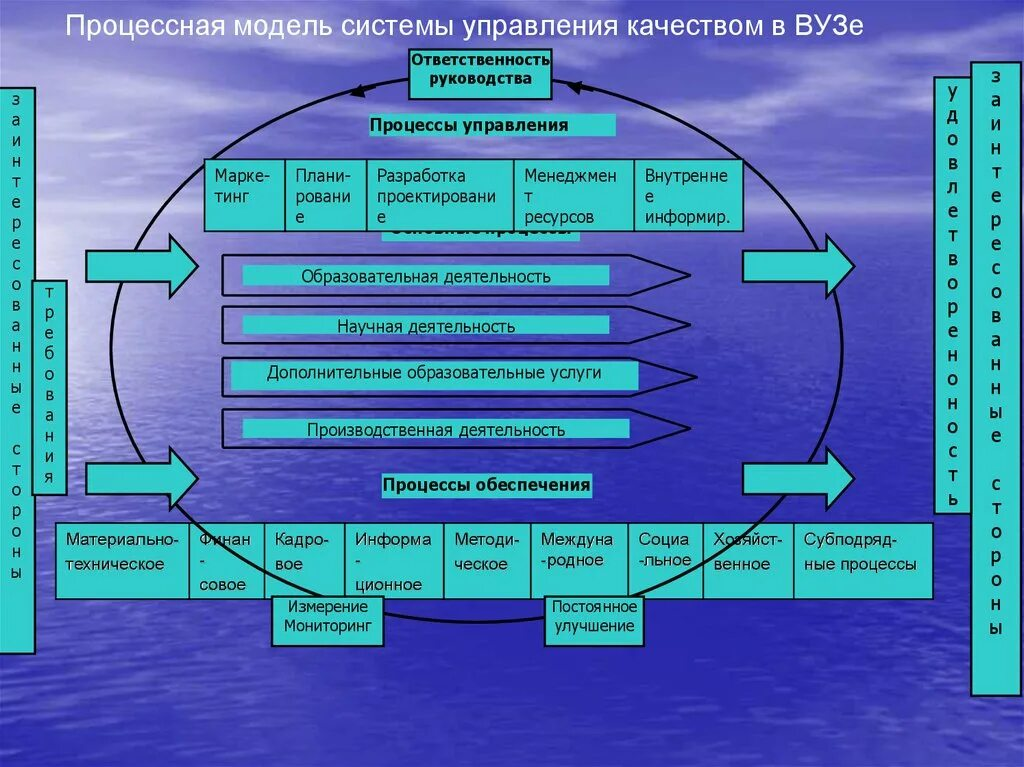 Процессная модель системы управления качеством в ВУЗе
Ответственность
руководства
заинтересованные стороны
требования
Процессы управления
Марке-
тинг
Плани-
ровани
е
Разработка
проектировани
е
Менеджмен
т
ресурсов
Внутренне
е
информир.
Основные процессы
Образовательная деятельность
Научная деятельность
Дополнительные образовательные услуги
Производственная деятельность
Процессы обеспечения
Материально-
техническое
Финан
-
совое
Кадро-
вое
Информа
-
ционное
Методи-
ческое
Междуна
-родное
Социа
-льное
Хозяйст-
венное
Субподряд-
ные процессы
Измерение
Мониторинг
Постоянное
улучшение
удовлетворенность
заинтересованные стороны